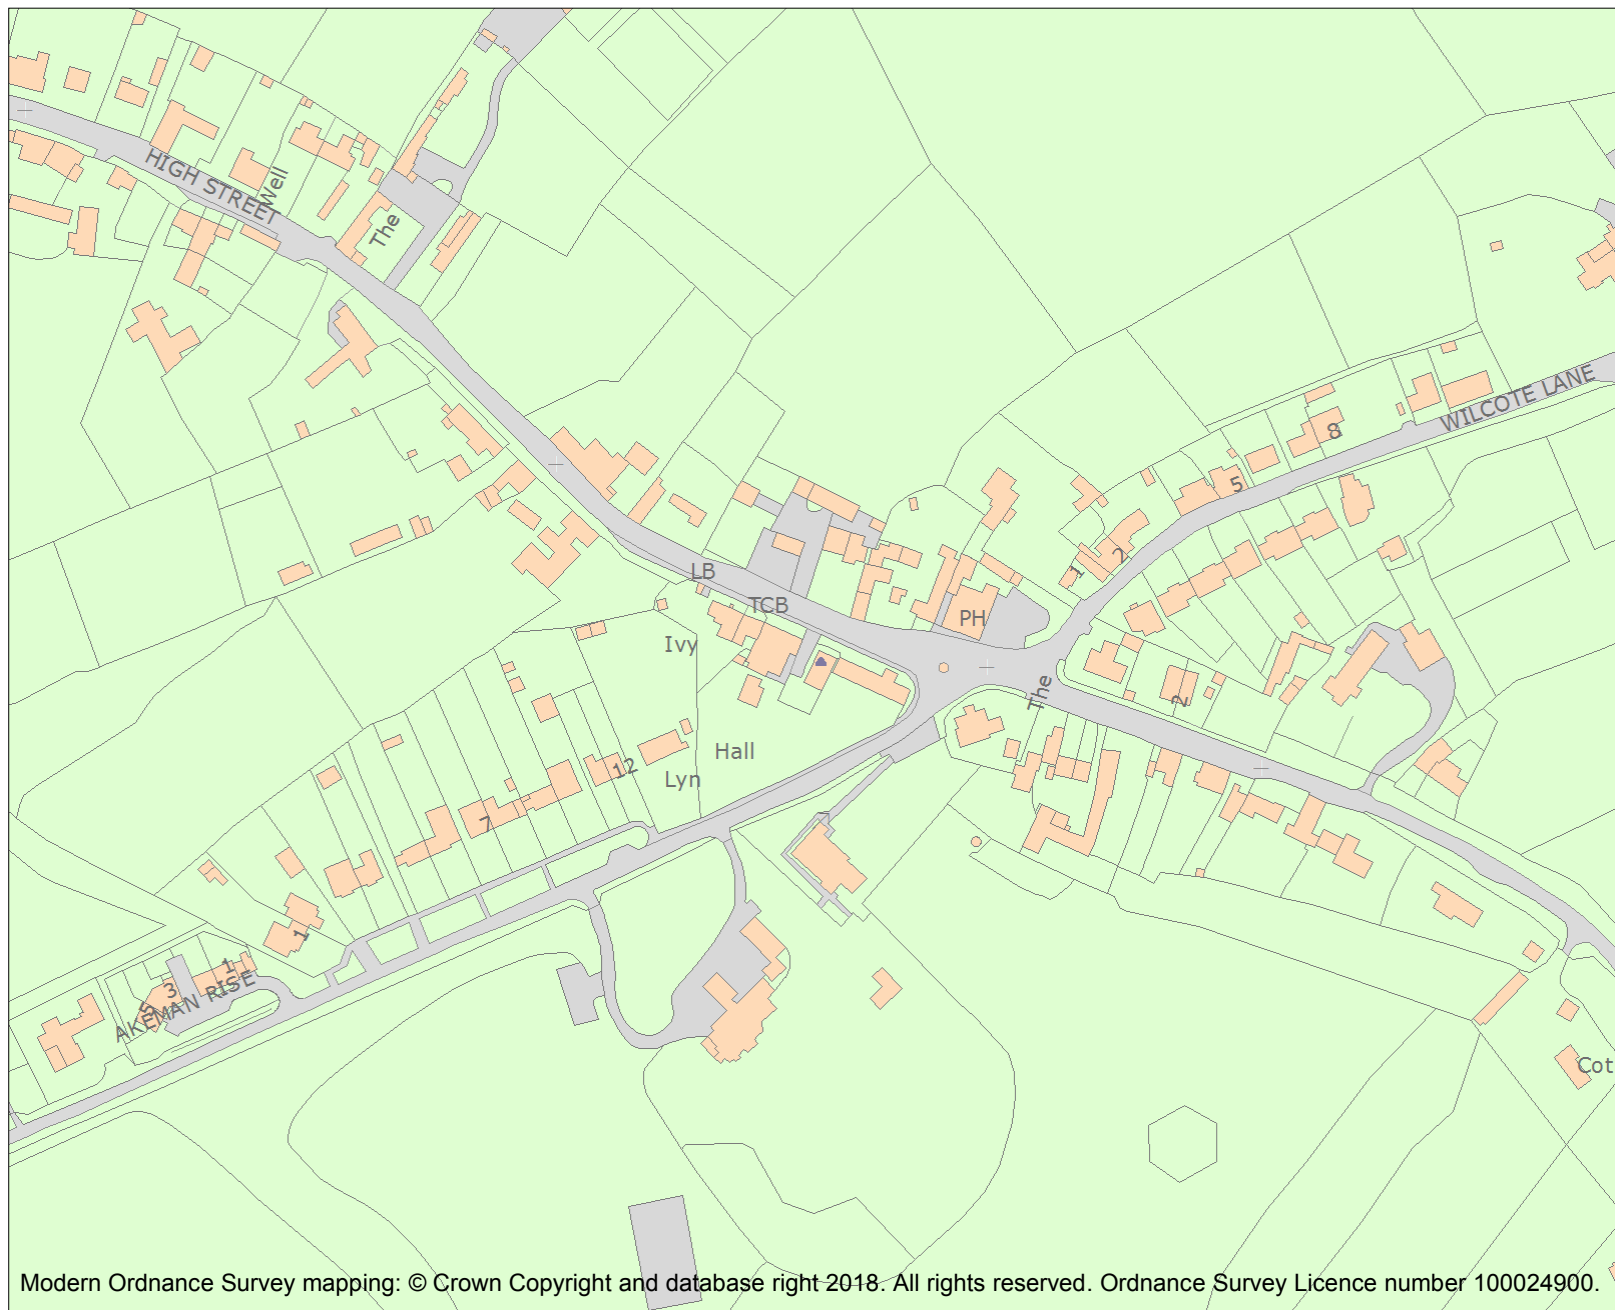 HIGH STREET
Well
The
WILCOTE LANE
8
5
2
1
LB
TCB
PH
Ivy
The
2
Hall
Lyn
12
7
1
1
3
5
AKEMAN RISE
Cot
Modern Ordnance Survey mapping: © Crown Copyright and database right 2018. All rights reserved. Ordnance Survey Licence number 100024900.